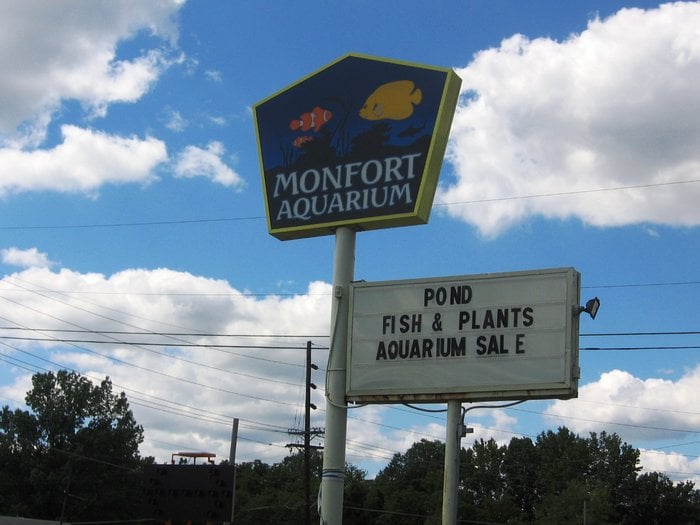 MONFORT
AQUARIUM
POND
FISH & PLANTS
AQUARIUM SALE